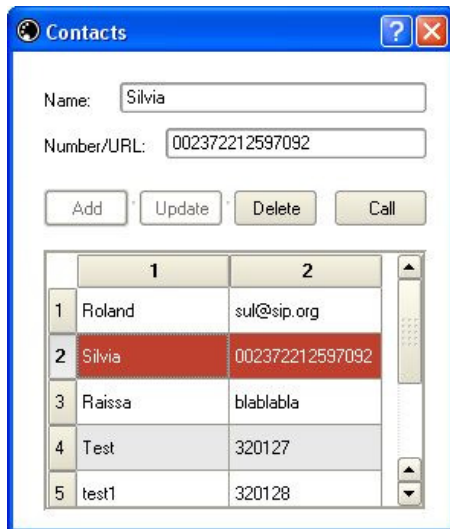 Contacts
Name: Silvia
Number/URL: 002372212597092
Add Update Delete Call
1 2
1 Roland sul@sip.org
2 Silvia 002372212597092
3 Raissa blablabla
4 Test 320127
5 test1 320128